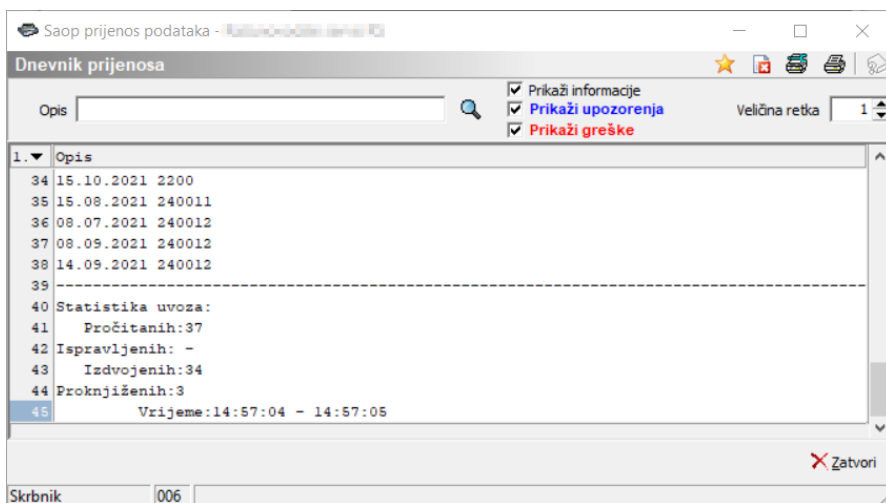 Saop prijenos podataka -
Dnevnik prijenosa
Opis
Prikaži informacije
Prikaži upozorenja
Prikaži greške
Veličina retka 1
1. Opis
34 15.10.2021 2200
35 15.08.2021 240011
36 08.07.2021 240012
37 08.09.2021 240012
38 14.09.2021 240012
39 --------------------------------------------------------------------------------
40 Statistika uvoza:
41 Pročitanih:37
42 Ispravljenih: -
43 Izdvojenih:34
44 Proknjiženih:3
45 Vrijeme:14:57:04 - 14:57:05
Zatvori
Skrbnik 006